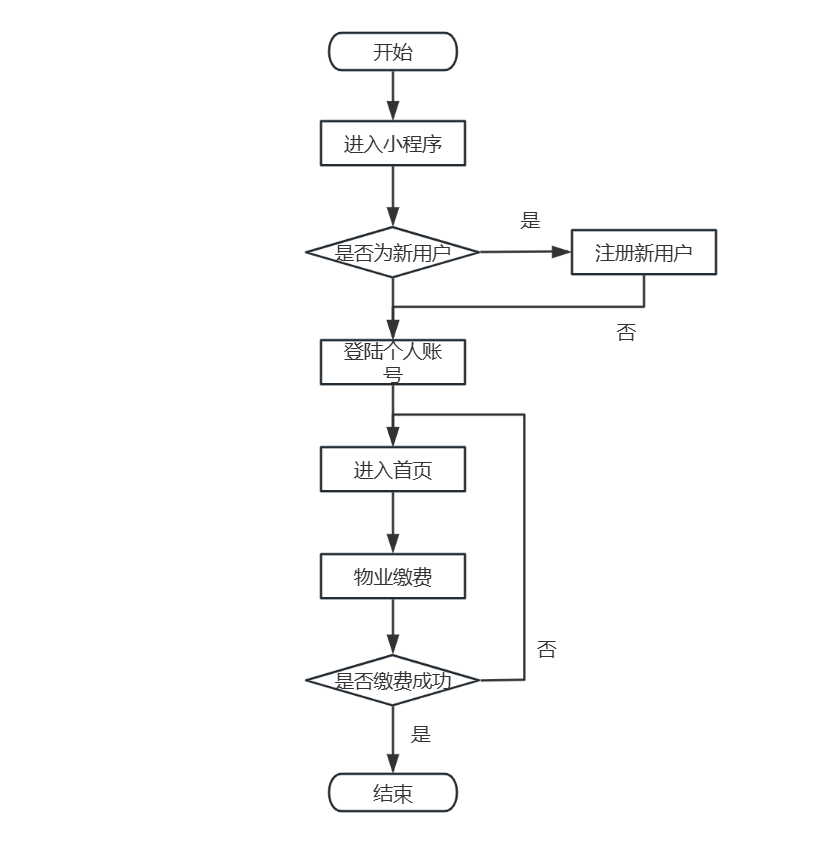 开始
进入小程序
是
是否为新用户
注册新用户
否
登陆个人账
号
进入首页
物业缴费
否
是否缴费成功
是
结束